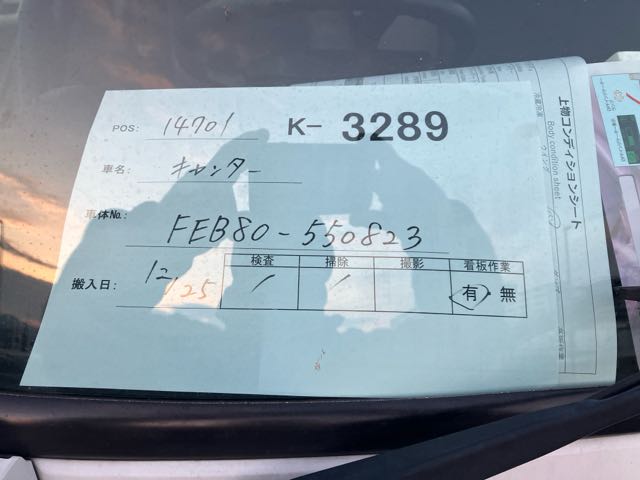 POS: 14701 K- 3289
車名: キャンター
車体No.: FEB80-550823
搬入日: 12/25
検査 掃除 撮影 看板作業
/ / 有・無
上物コンディションシート
Body condition sheet